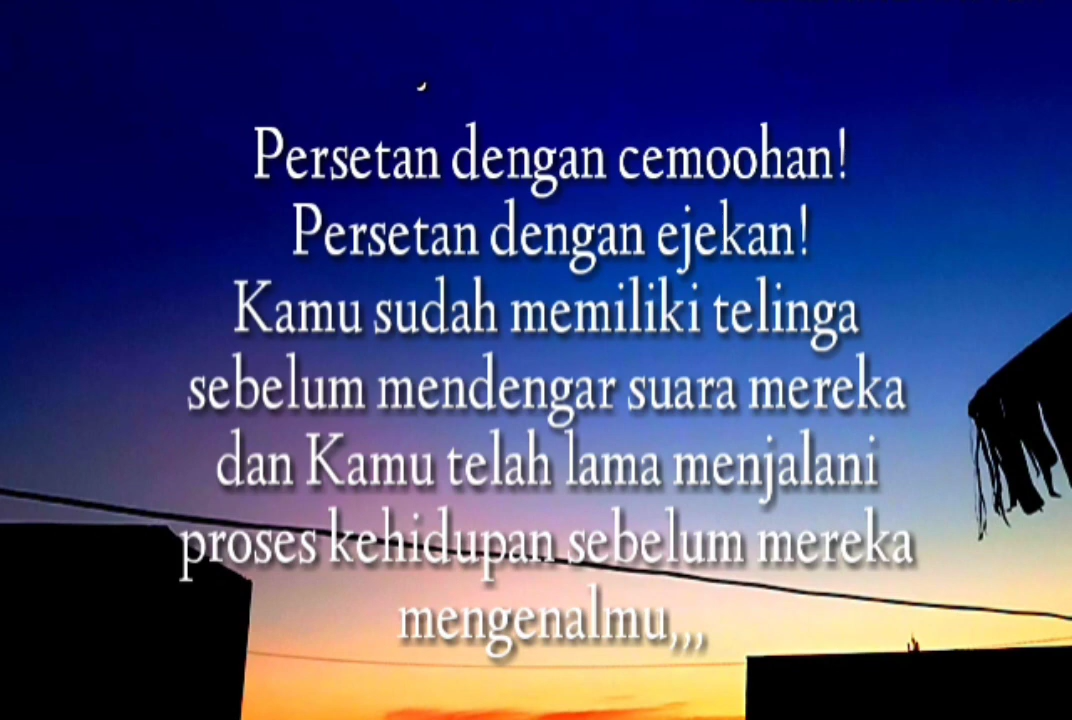 Persetan dengan cemoohan!
Persetan dengan ejekan!
Kamu sudah memiliki telinga
sebelum mendengar suara mereka
dan Kamu telah lama menjalani
proses kehidupan sebelum mereka
mengenalmu,,,